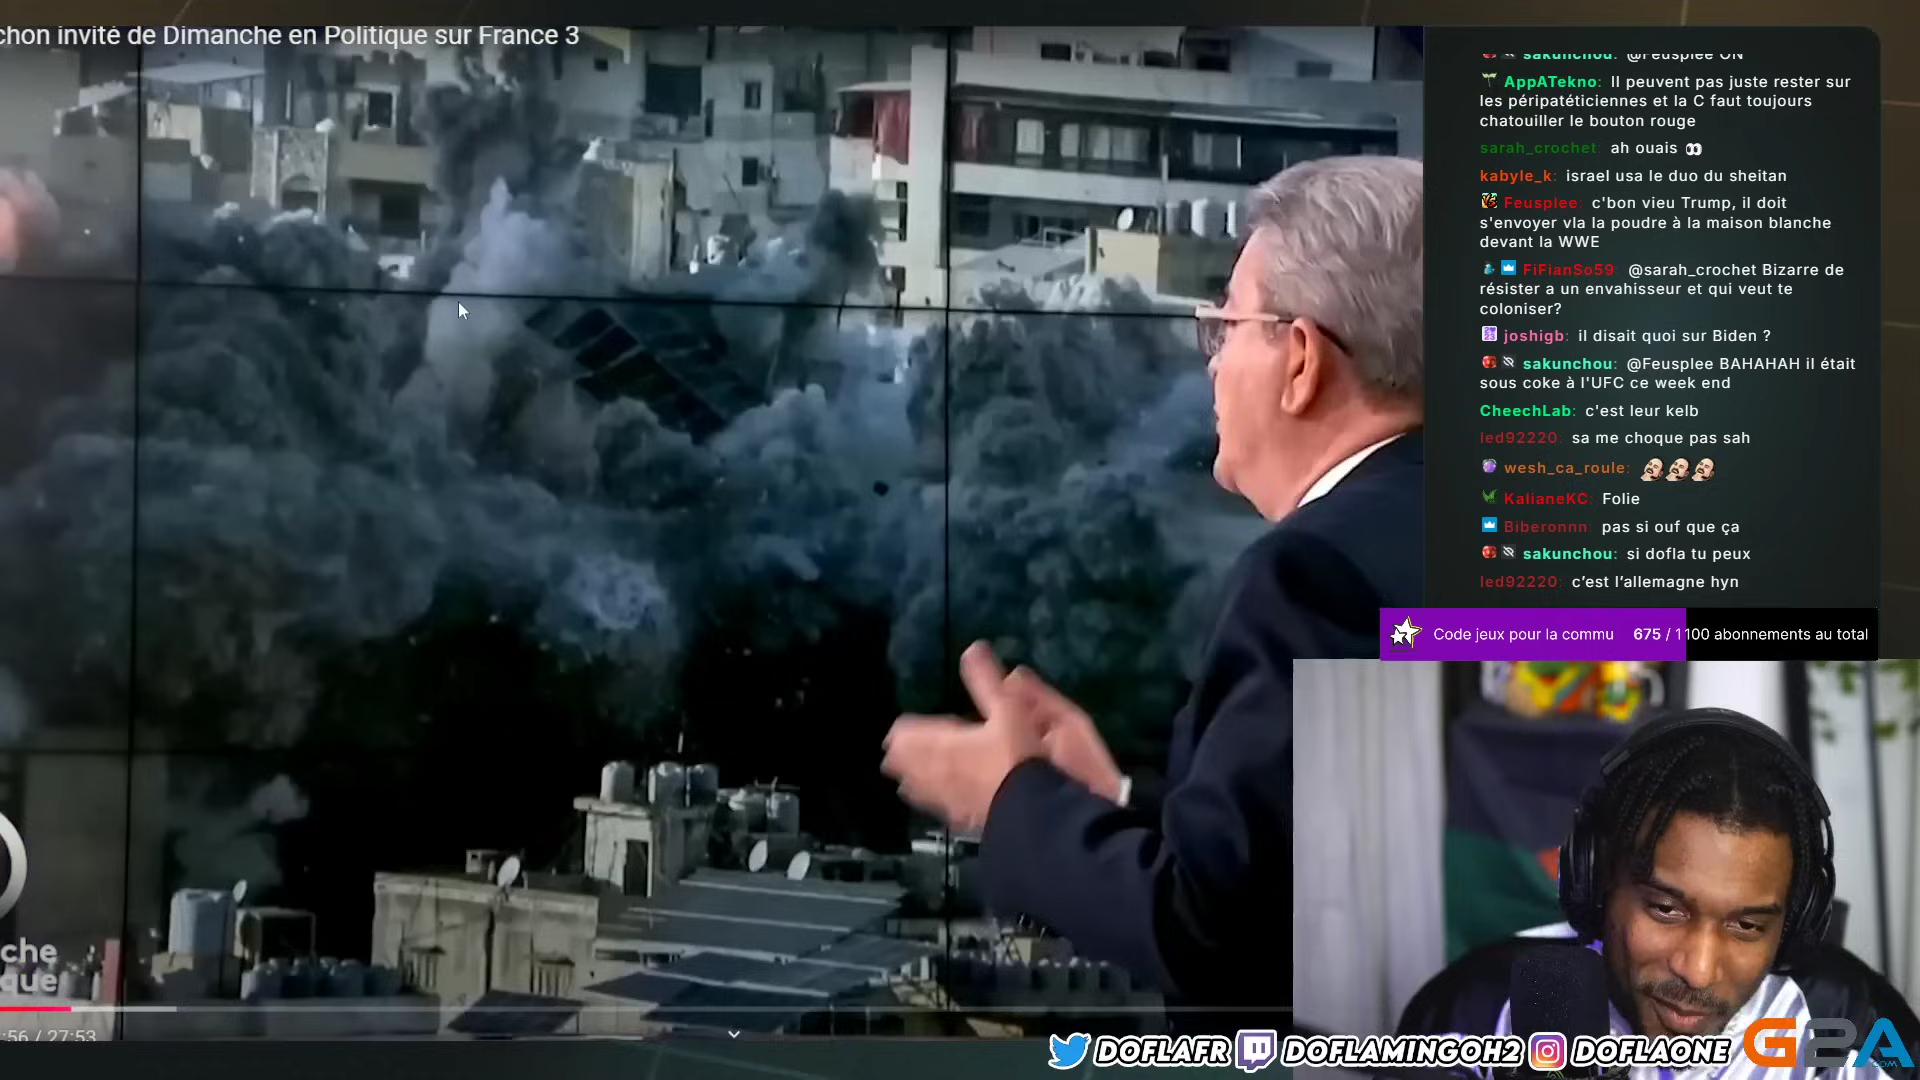 chon invité de Dimanche en Politique sur France 3
sakunchou: @Feusplee ON
AppATekno: Il peuvent pas juste rester sur
les péripatéticiennes et la C faut toujours
chatouiller le bouton rouge
sarah_crochet: ah ouais
kabyle_k: israel usa le duo du sheitan
Feusplee: c'bon vieu Trump, il doit
s'envoyer vla la poudre à la maison blanche
devant la WWE
FiFianSo59: @sarah_crochet Bizarre de
résister a un envahisseur et qui veut te
coloniser?
joshigb: il disait quoi sur Biden ?
sakunchou: @Feusplee BAHAHAH il était
sous coke à l'UFC ce week end
CheechLab: c'est leur kelb
led92220: sa me choque pas sah
wesh_ca_roule:
KalianeKC: Folie
Biberonnn: pas si ouf que ça
sakunchou: si dofla tu peux
led92220: c’est l’allemagne hyn
Code jeux pour la commu 675 / 1100 abonnements au total
che
que
:56 / 27:53
DOFLAFR DOFLAMINGOH2 DOFLAONE
G2A
.COM